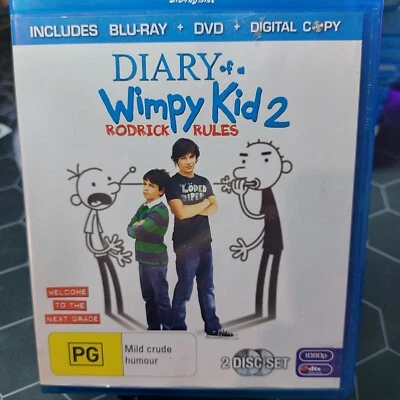 INCLUDES BLU-RAY + DVD + DIGITAL COPY
DIARY of a
Wimpy Kid 2
RODRICK RULES
LÖDED
DIPER
WELCOME
TO THE
NEXT GRADE
PG
Mild crude
humour
2 DISC SET
1080p
dts